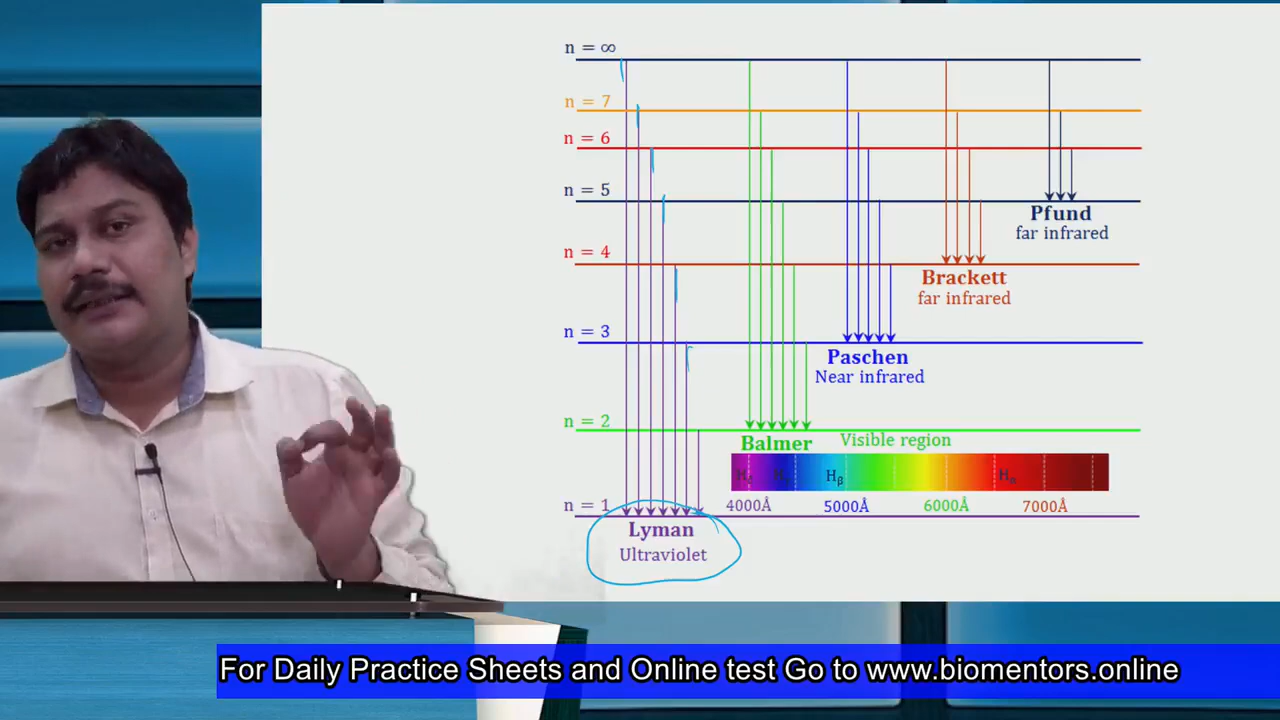 n = ∞
n = 7
n = 6
n = 5
Pfund
far infrared
n = 4
Brackett
far infrared
n = 3
Paschen
Near infrared
n = 2
Balmer Visible region
Hᵦ Hα
4000Å 5000Å 6000Å 7000Å
n = 1
Lyman
Ultraviolet
For Daily Practice Sheets and Online test Go to www.biomentors.online